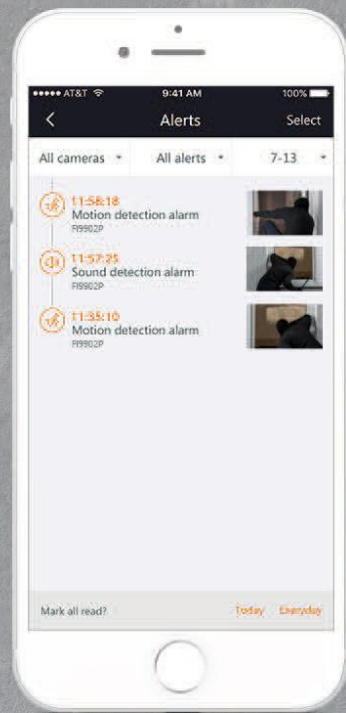 AT&T 9:41 AM 100%
Alerts Select
All cameras All alerts 7-13
11:58:18
Motion detection alarm
FI9902P
11:57:25
Sound detection alarm
FI9902P
11:35:10
Motion detection alarm
FI9902P
Mark all read? Today Everyday